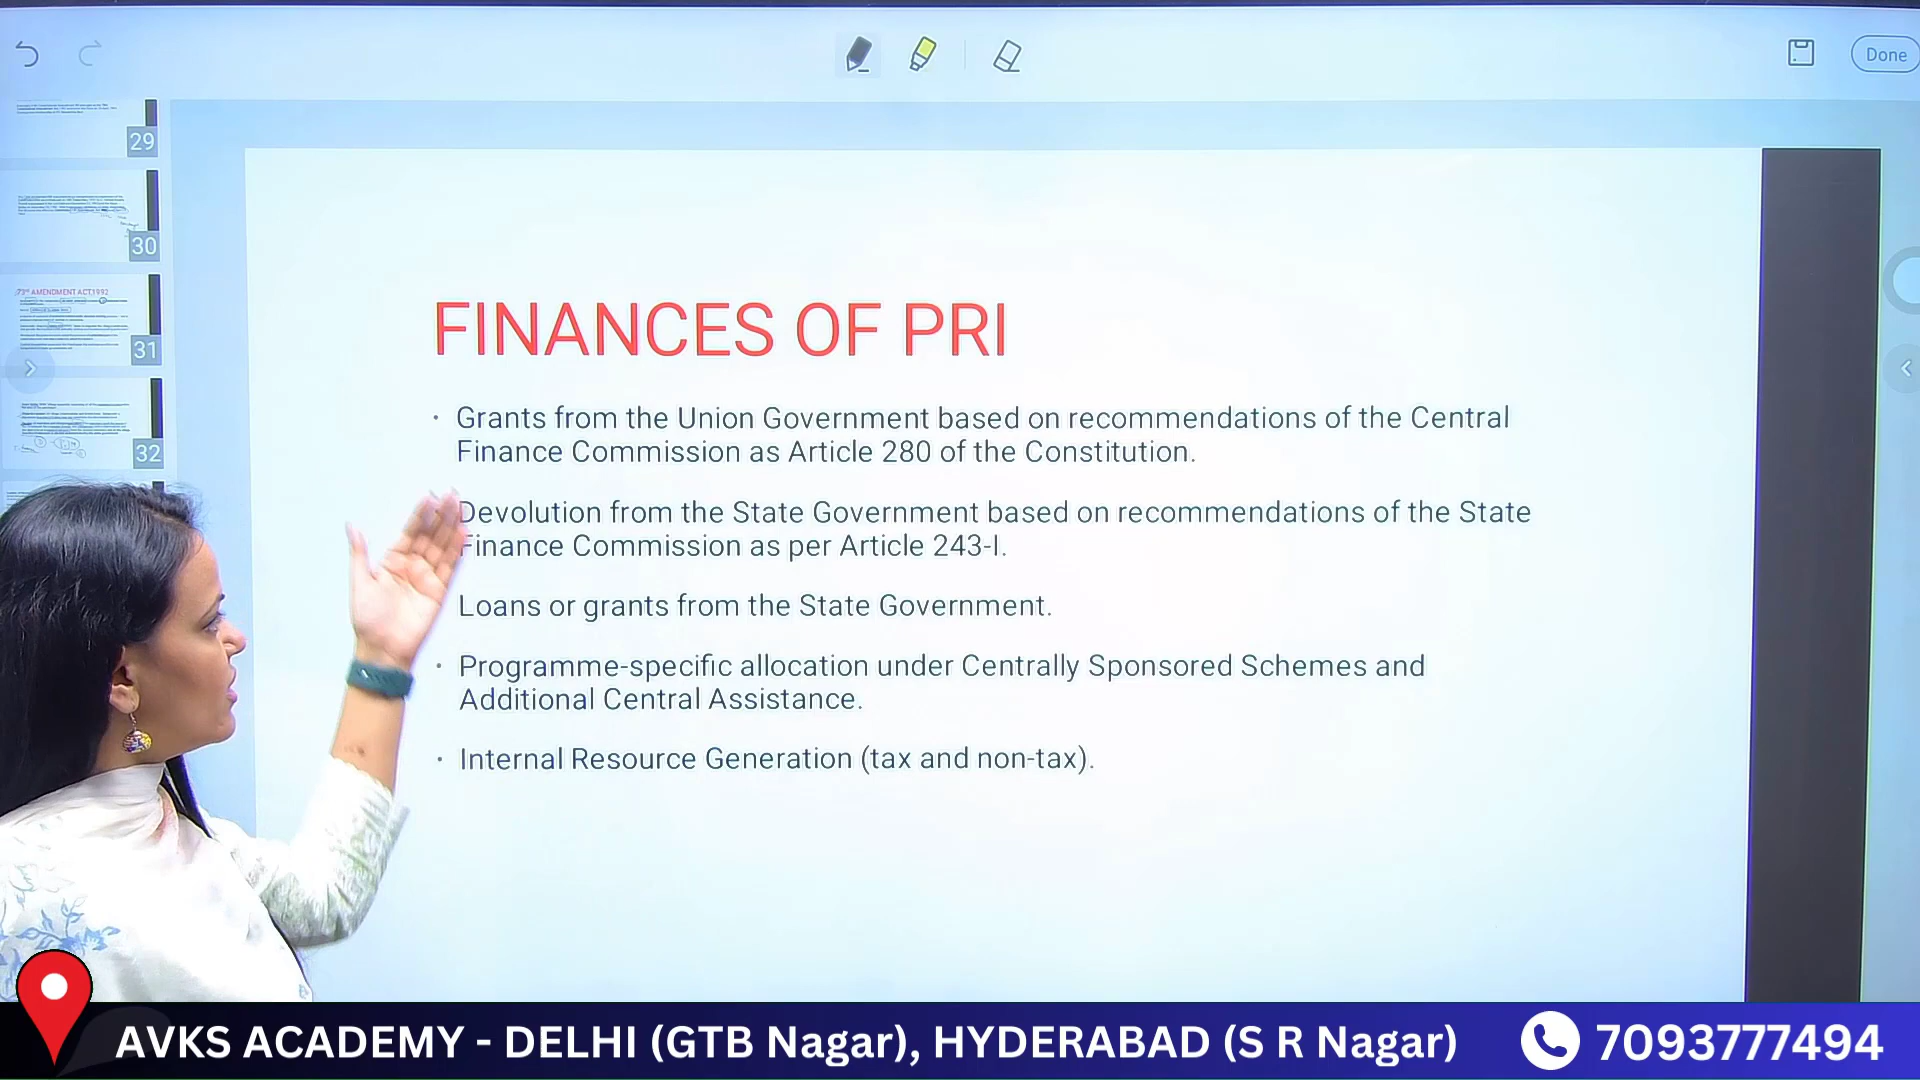 Done
29
30
73rd AMENDMENT ACT,1992
31
32
FINANCES OF PRI
• Grants from the Union Government based on recommendations of the Central
Finance Commission as Article 280 of the Constitution.
Devolution from the State Government based on recommendations of the State
Finance Commission as per Article 243-I.
Loans or grants from the State Government.
• Programme-specific allocation under Centrally Sponsored Schemes and
Additional Central Assistance.
• Internal Resource Generation (tax and non-tax).
AVKS ACADEMY - DELHI (GTB Nagar), HYDERABAD (S R Nagar)
7093777494